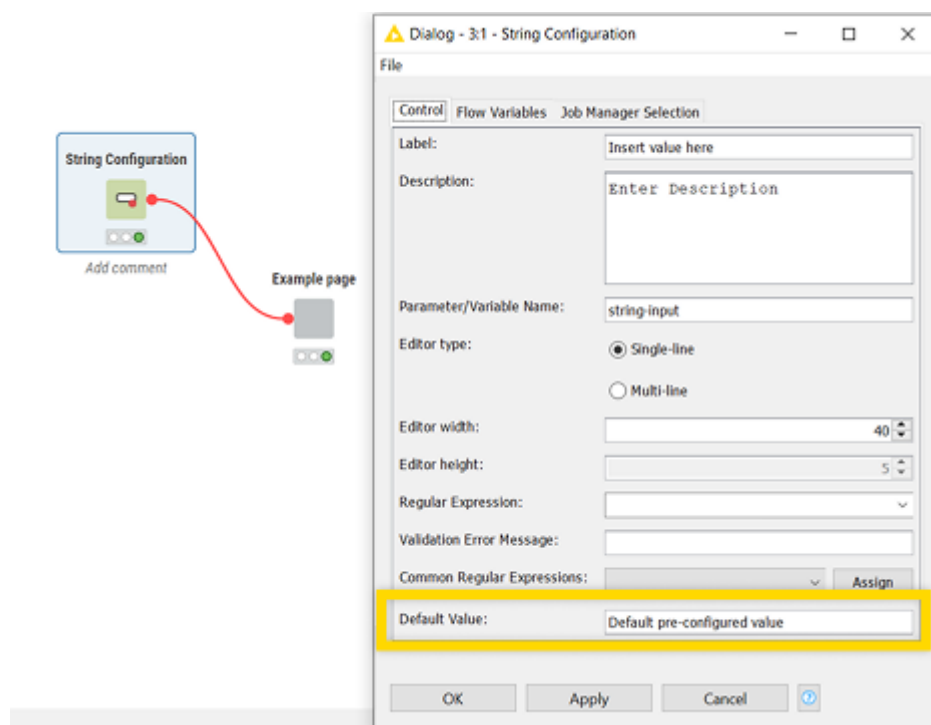 Dialog - 3:1 - String Configuration
File
Control Flow Variables Job Manager Selection
Label: Insert value here
Description: Enter Description
Parameter/Variable Name: string-input
Editor type: Single-line
Multi-line
Editor width: 40
Editor height: 5
Regular Expression:
Validation Error Message:
Common Regular Expressions: Assign
Default Value: Default pre-configured value
OK Apply Cancel ?
String Configuration
Add comment
Example page